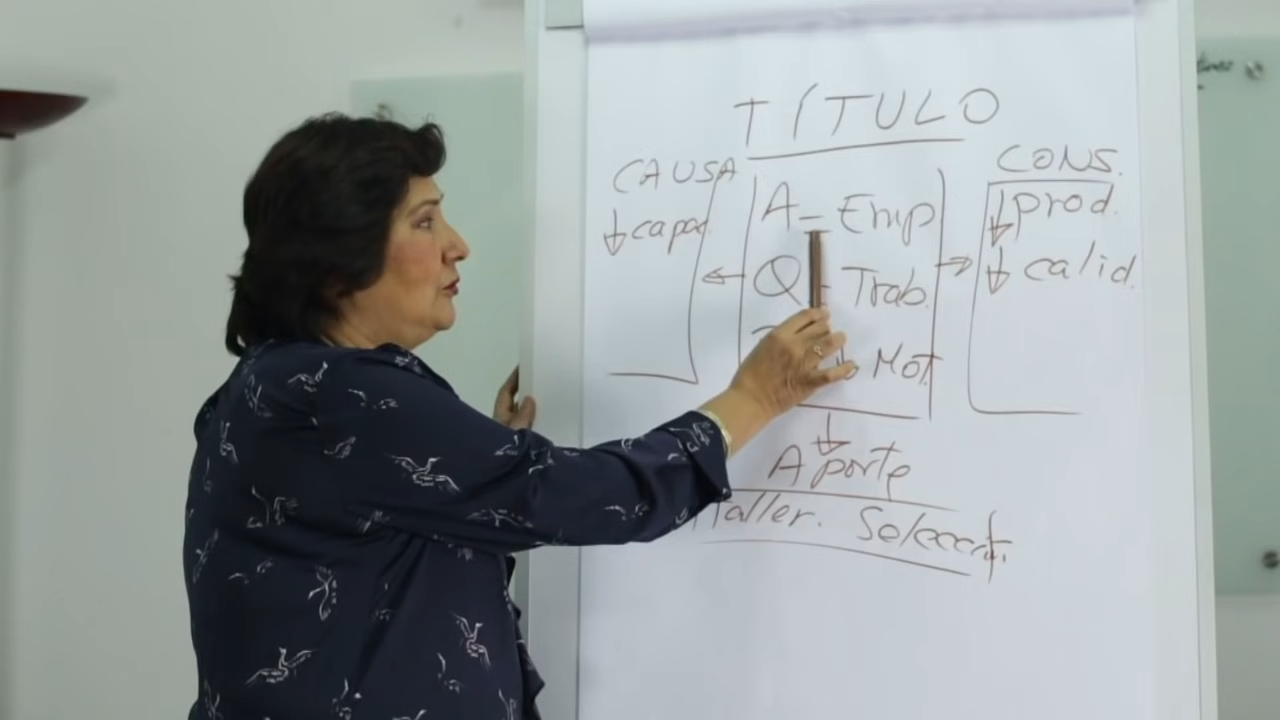 TÍTULO
CAUSA
↓ capac
A - Emp
Q - Trab.
↓ Mot.
CONS.
↓ prod.
↓ calid.
Aporte
Taller. Selecc